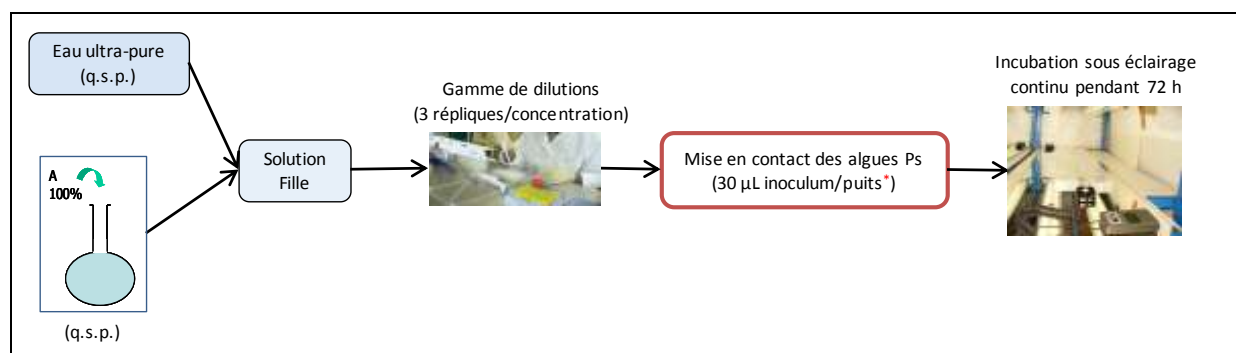 Eau ultra-pure
(q.s.p.)
A
100%
(q.s.p.)
Solution
Fille
Gamme de dilutions
(3 répliques/concentration)
Mise en contact des algues Ps
(30 µL inoculum/puits*)
Incubation sous éclairage
continu pendant 72 h